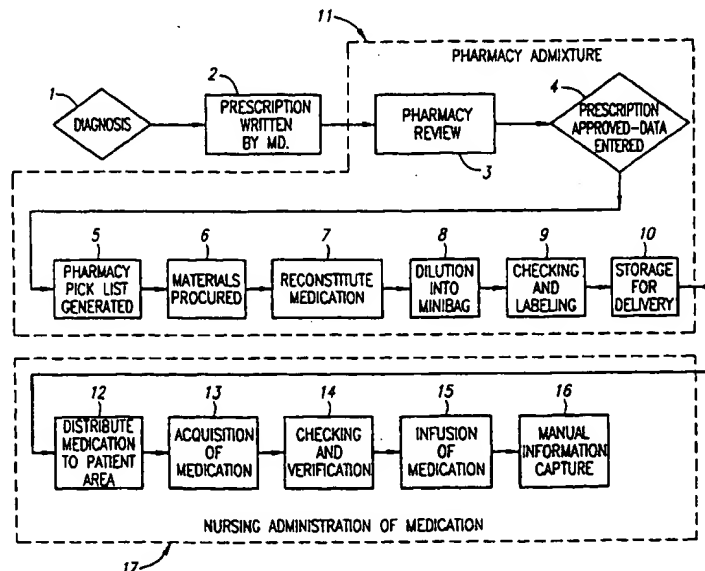 11
PHARMACY ADMIXTURE
1
DIAGNOSIS
2
PRESCRIPTION
WRITTEN
BY MD.
PHARMACY
REVIEW
3
4
PRESCRIPTION
APPROVED-DATA
ENTERED
5
PHARMACY
PICK LIST
GENERATED
6
MATERIALS
PROCURED
7
RECONSTITUTE
MEDICATION
8
DILUTION
INTO
MINIBAG
9
CHECKING
AND
LABELING
10
STORAGE
FOR
DELIVERY
12
DISTRIBUTE
MEDICATION
TO PATIENT
AREA
13
ACQUISITION
OF
MEDICATION
14
CHECKING
AND
VERIFICATION
15
INFUSION
OF
MEDICATION
16
MANUAL
INFORMATION
CAPTURE
NURSING ADMINISTRATION OF MEDICATION
17